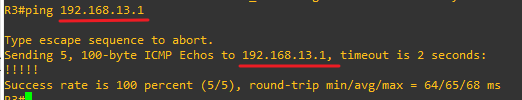 R3#ping 192.168.13.1
Type escape sequence to abort.
Sending 5, 100-byte ICMP Echos to 192.168.13.1, timeout is 2 seconds:
!!!!!
Success rate is 100 percent (5/5), round-trip min/avg/max = 64/65/68 ms
R3#